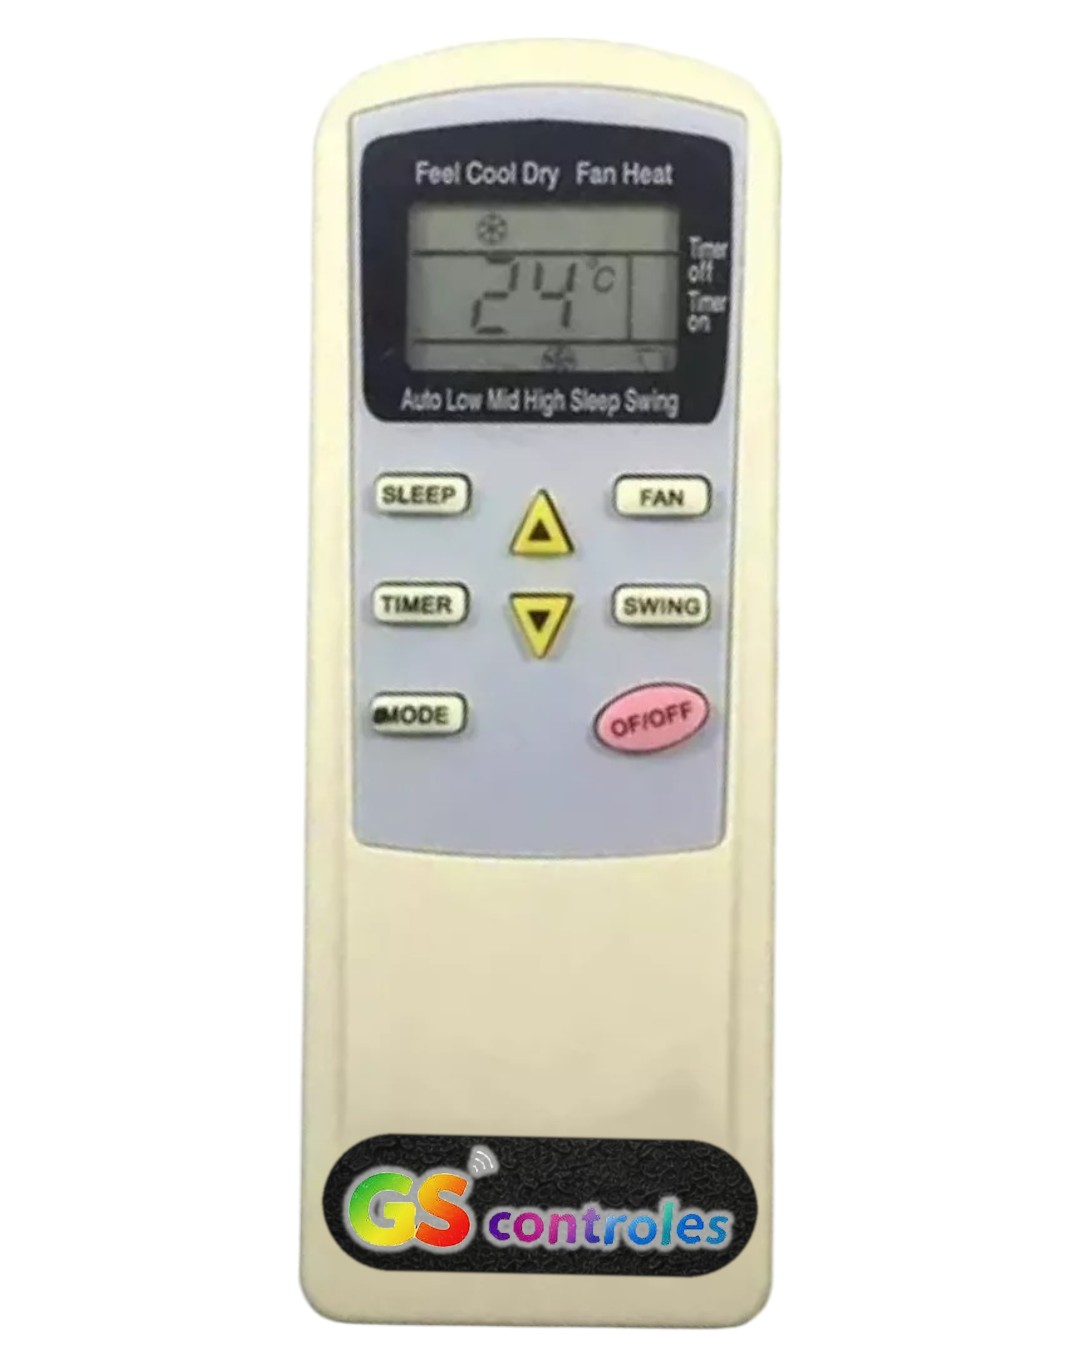 Feel Cool Dry Fan Heat
24°C
Timer
off
Timer
on
Auto Low Mid High Sleep Swing
SLEEP
FAN
TIMER
SWING
MODE
OF/OFF
GS controles